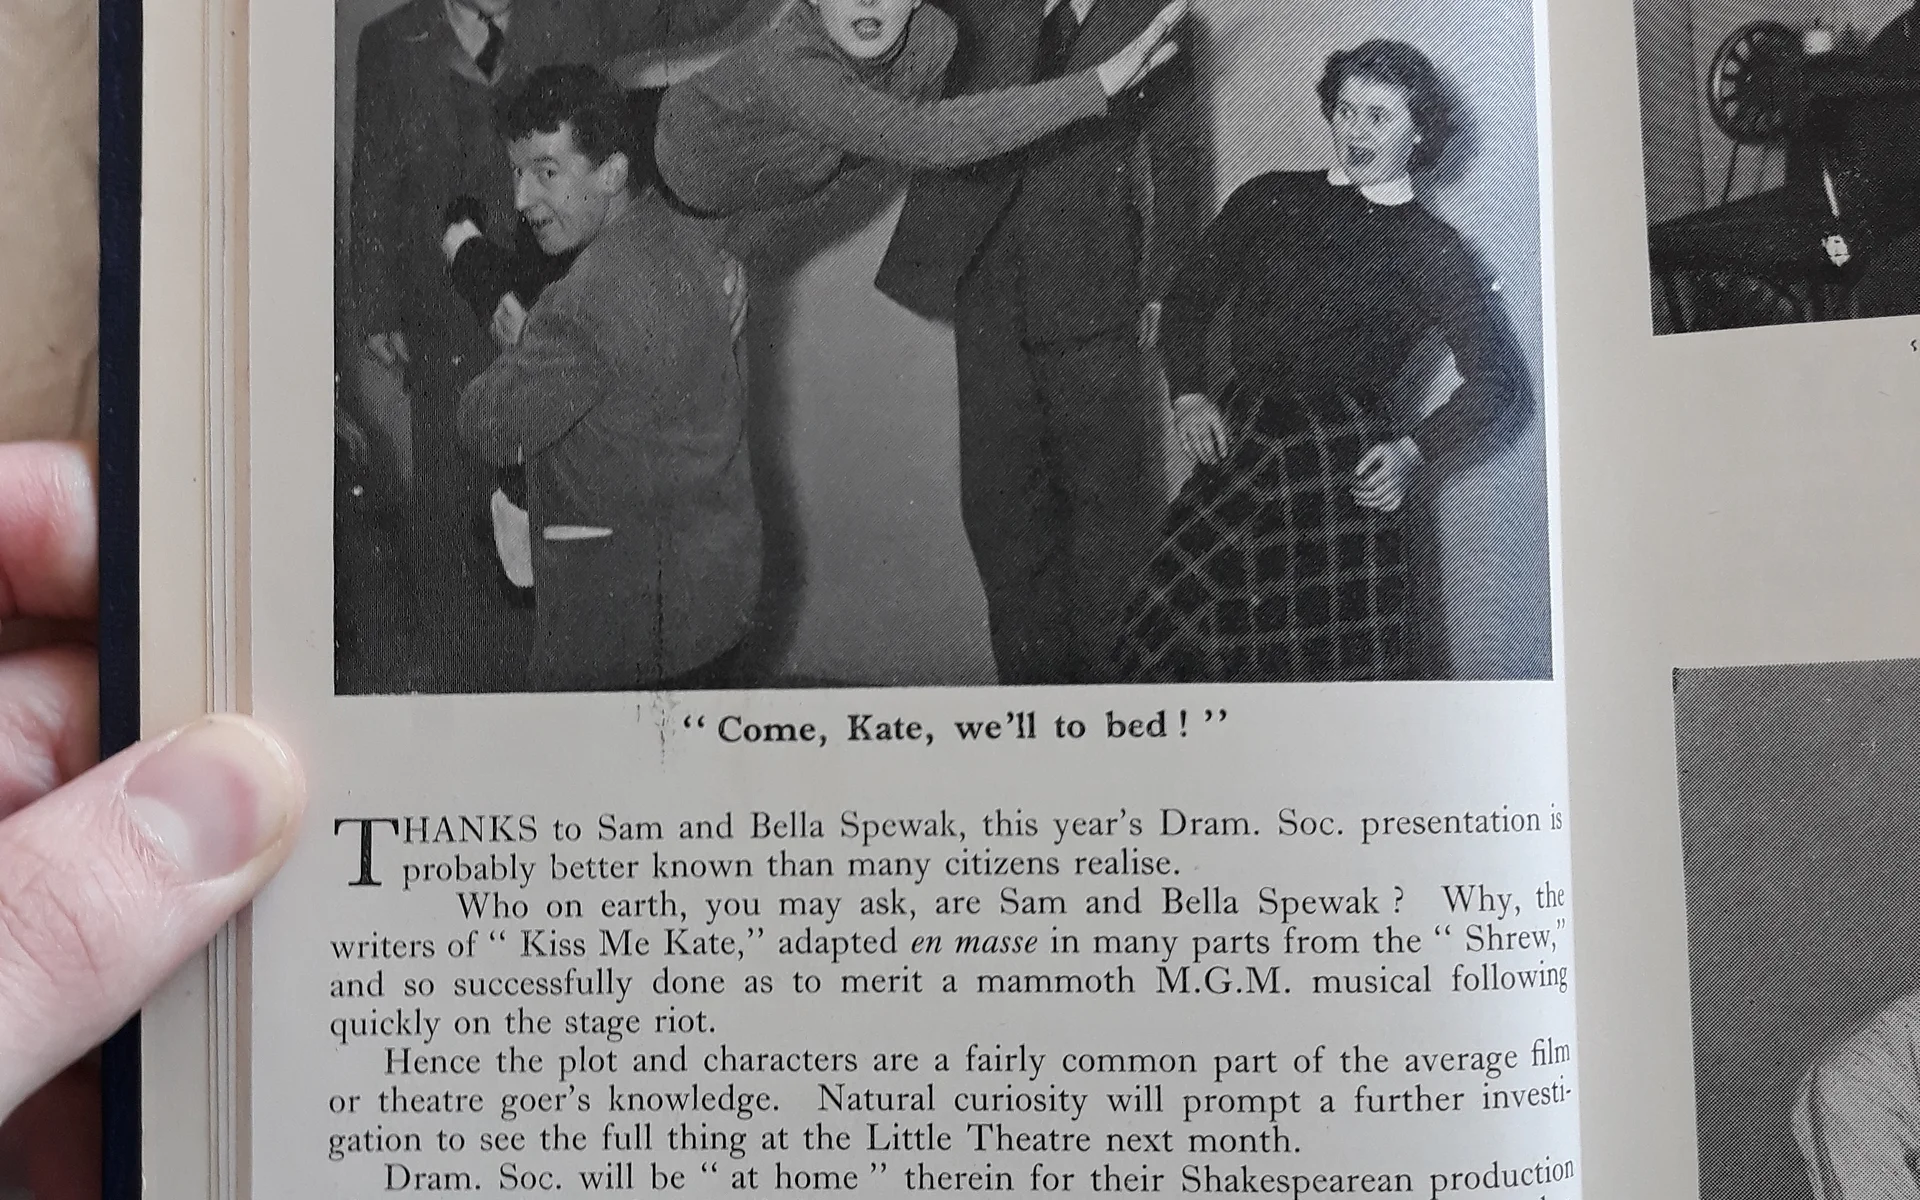 “ Come, Kate, we’ll to bed ! ”
THANKS to Sam and Bella Spewak, this year’s Dram. Soc. presentation is
probably better known than many citizens realise.
Who on earth, you may ask, are Sam and Bella Spewak ? Why, the
writers of “ Kiss Me Kate,” adapted en masse in many parts from the “ Shrew,”
and so successfully done as to merit a mammoth M.G.M. musical following
quickly on the stage riot.
Hence the plot and characters are a fairly common part of the average film
or theatre goer’s knowledge. Natural curiosity will prompt a further investi-
gation to see the full thing at the Little Theatre next month.
Dram. Soc. will be “ at home ” therein for their Shakespearean production